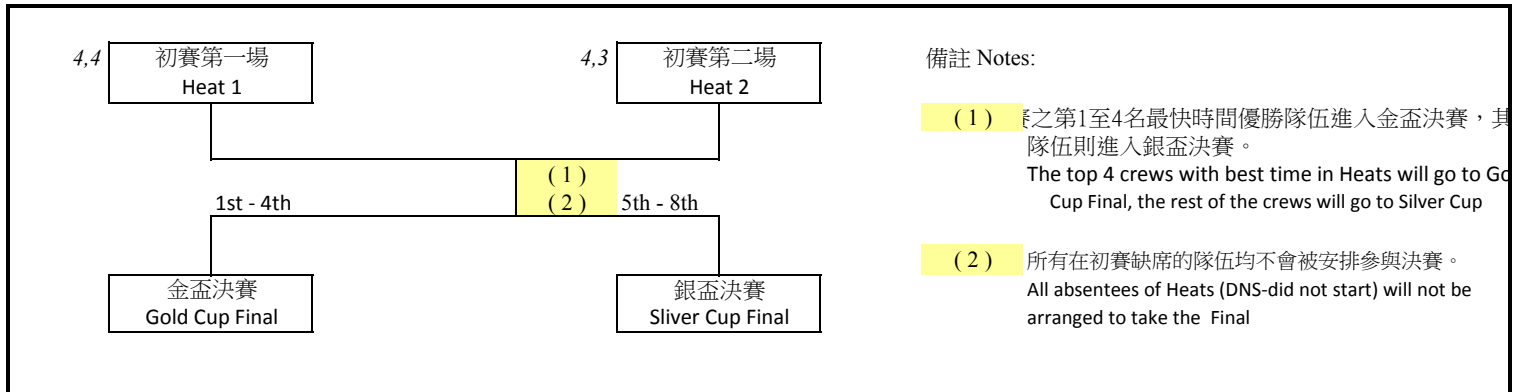 4,4
初賽第一場
Heat 1
4,3
初賽第二場
Heat 2
( 1 )
( 2 )
1st - 4th
5th - 8th
金盃決賽
Gold Cup Final
銀盃決賽
Sliver Cup Final
備註 Notes:
( 1 ) 之第1至4名最快時間優勝隊伍進入金盃決賽，其
隊伍則進入銀盃決賽。
The top 4 crews with best time in Heats will go to
Cup Final, the rest of the crews will go to Silver Cup
( 2 ) 所有在初賽缺席的隊伍均不會被安排參與決賽。
All absentees of Heats (DNS-did not start) will not be
arranged to take the Final